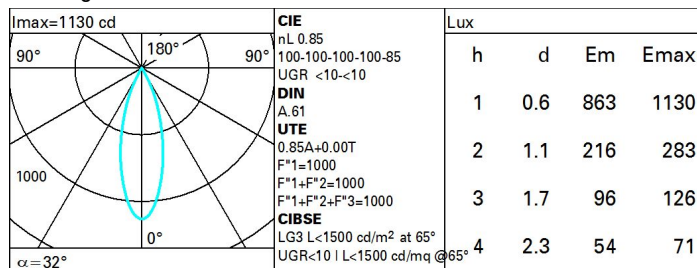 Imax=1130 cd
90°
180°
90°
1000
0°
α=32°
CIE
nL 0.85
100-100-100-100-85
UGR <10-<10
DIN
A.61
UTE
0.85A+0.00T
F"1=1000
F"1+F"2=1000
F"1+F"2+F"3=1000
CIBSE
LG3 L<1500 cd/m² at 65°
UGR<10 | L<1500 cd/mq @65°
Lux
h d Em Emax
1 0.6 863 1130
2 1.1 216 283
3 1.7 96 126
4 2.3 54 71